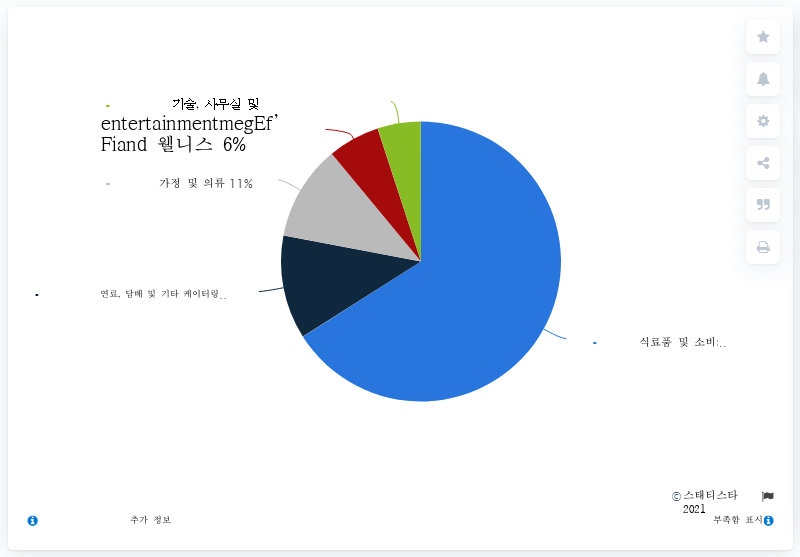 기술, 사무실 및
entertainmentmegEf’
Fiand 웰니스 6%
가정 및 의류 11%
연료, 담배 및 기타 케이터링..
식료품 및 소비:..
© 스태티스타
2021
추가 정보
부족함 표시